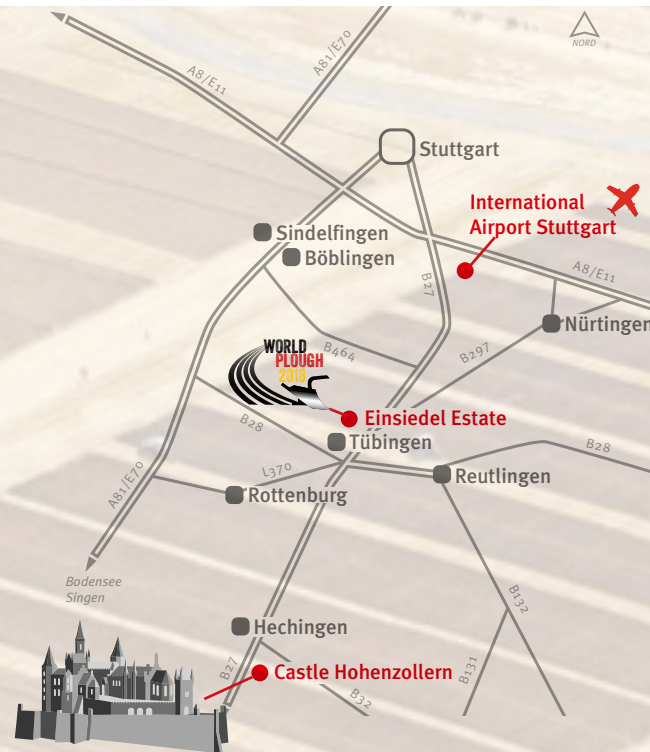 NORD
A81/E70
A8/E11
Stuttgart
International
Airport Stuttgart
Sindelfingen
Böblingen
A8/E11
B27
Nürtingen
WORLD
PLOUGH
2018
B464
B297
Einsiedel Estate
B28
Tübingen
B28
A81/E70
L370
Reutlingen
Rottenburg
Bodensee
Singen
B132
Hechingen
B27
Castle Hohenzollern
B131
B32